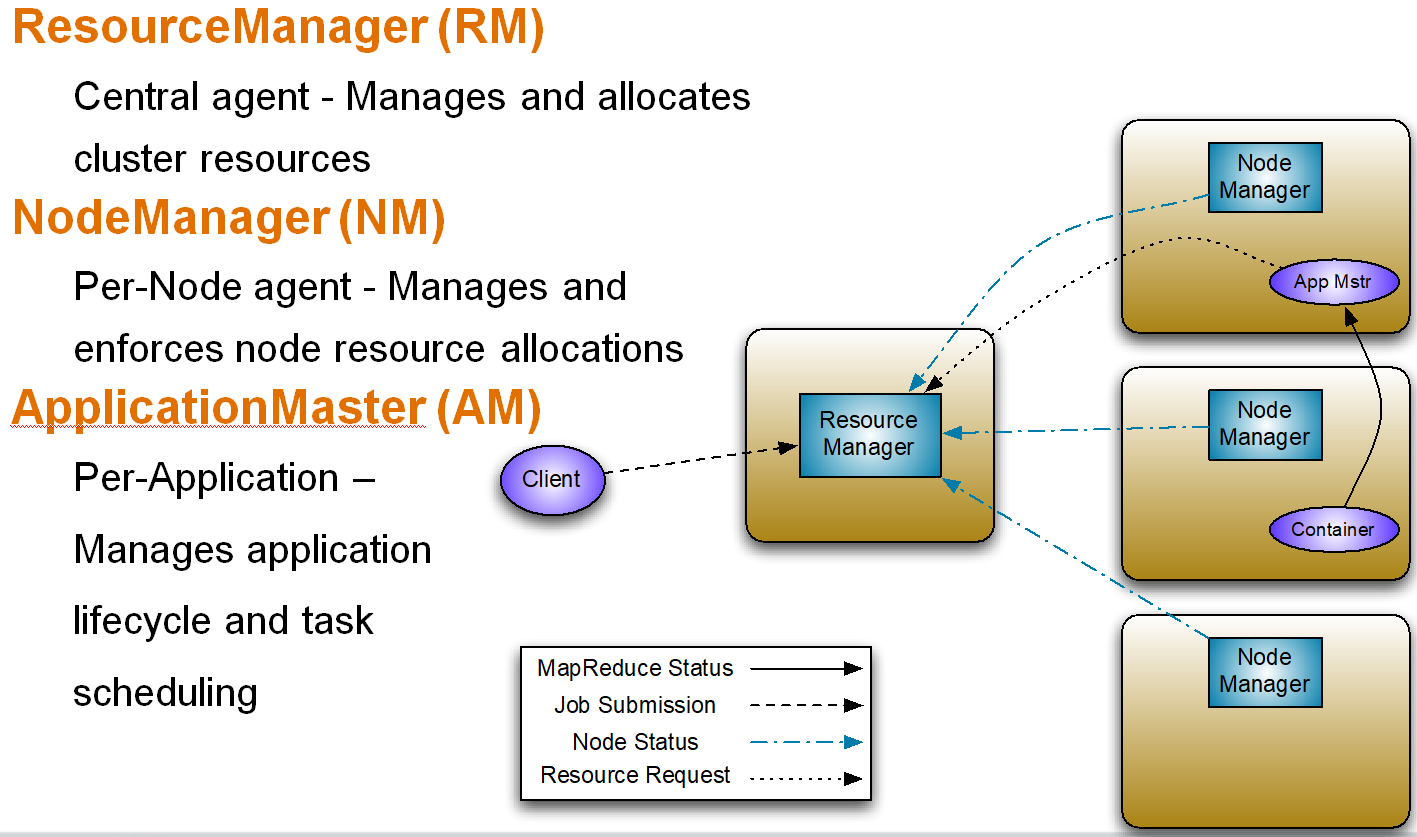 ResourceManager (RM)
Central agent - Manages and allocates
cluster resources
NodeManager (NM)
Per-Node agent - Manages and
enforces node resource allocations
ApplicationMaster (AM)
Per-Application –
Manages application
lifecycle and task
scheduling
Client
Resource
Manager
Node
Manager
App Mstr
Node
Manager
Container
Node
Manager
MapReduce Status
Job Submission
Node Status
Resource Request